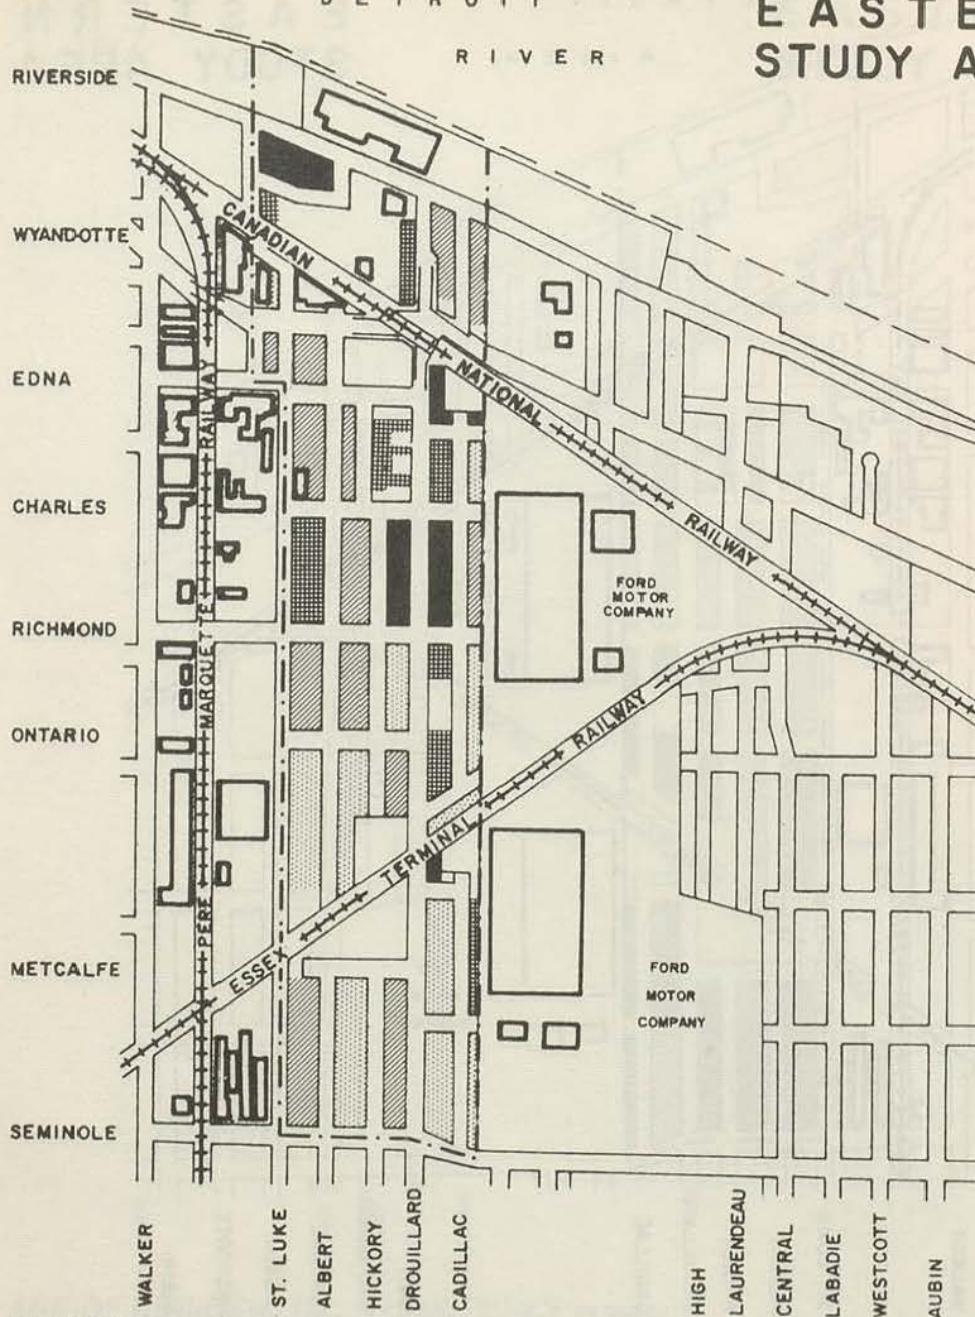 DETROIT
EASTE
STUDY A
RIVER
RIVERSIDE
WYANDOTTE
EDNA
CHARLES
RICHMOND
ONTARIO
METCALFE
SEMINOLE
CANADIAN
NATIONAL
RAILWAY
PERE
MARQUETTE
RAILWAY
ESSEX
TERMINAL
RAILWAY
FORD
MOTOR
COMPANY
FORD
MOTOR
COMPANY
WALKER
ST. LUKE
ALBERT
HICKORY
DROUILLARD
CADILLAC
HIGH
LAURENDEAU
CENTRAL
LABADIE
WESTCOTT
AUBIN